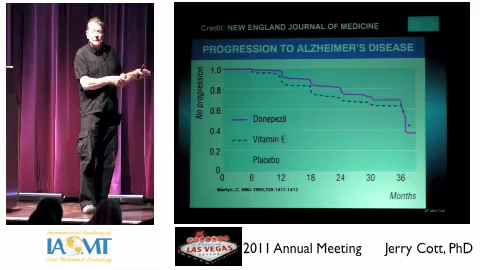 Credit: NEW ENGLAND JOURNAL OF MEDICINE
PROGRESSION TO ALZHEIMER'S DISEASE
No progression
1.0
0.8
0.6
0.4
0.2
0
Donepezil
Vitamin E
Placebo
0 6 12 18 24 30 36
Months
International Academy of
IAOMT
Oral Medicine & Toxicology
LAS VEGAS
2011 Annual Meeting
Jerry Cott, PhD